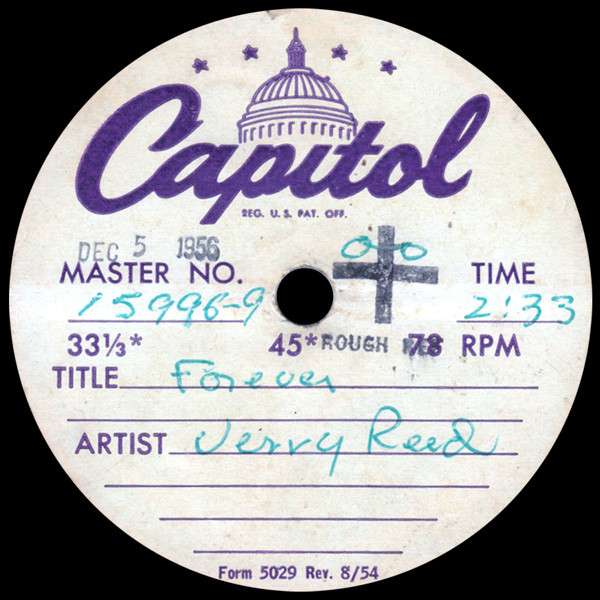 Capitol
REG. U.S. PAT. OFF.
DEC 5 1956
MASTER NO. TIME
15996-9 2:33
33⅓* 45* ROUGH 78 RPM
TITLE Forever
ARTIST Jerry Reed
Form 5029 Rev. 8/54